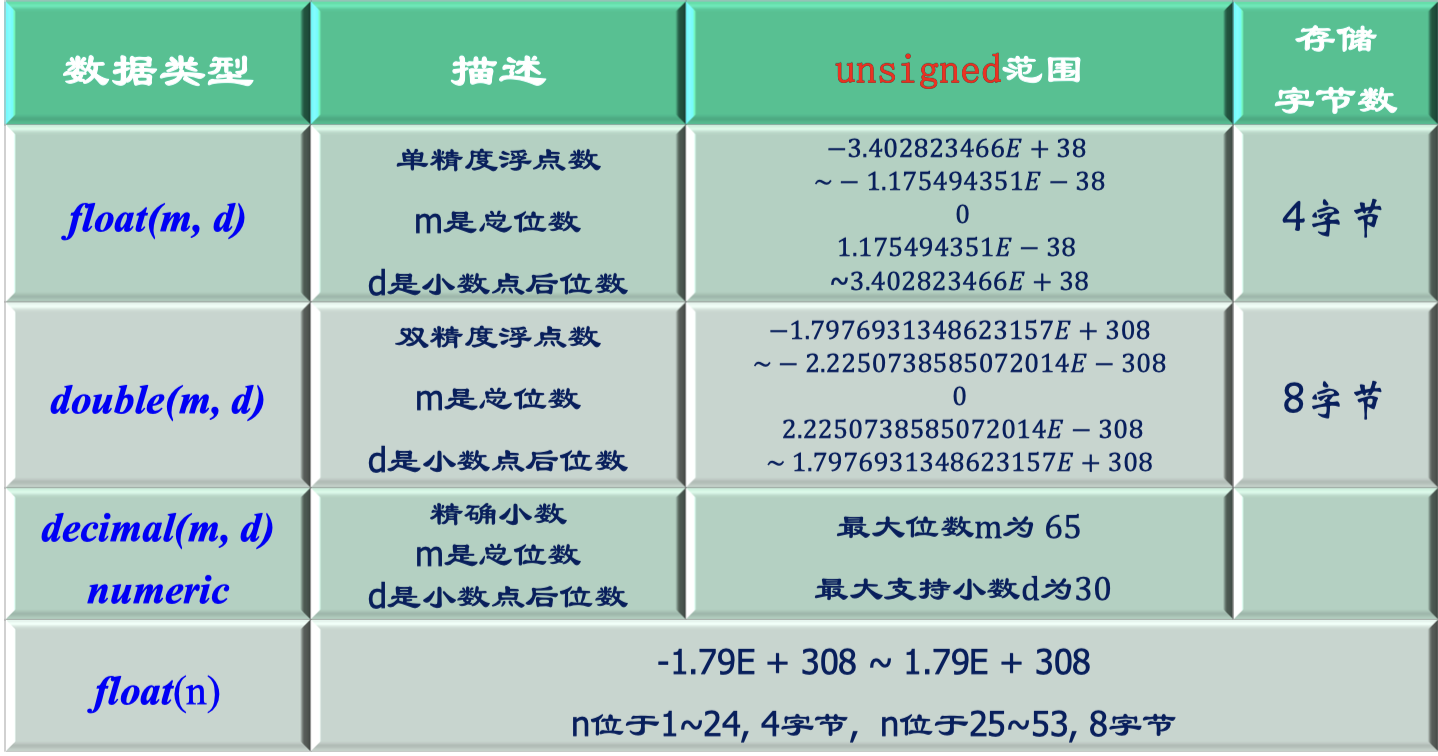 数据类型
描述
unsigned范围
存储
字节数
float(m, d)
单精度浮点数
m是总位数
d是小数点后位数
−3.402823466E + 38
~ − 1.175494351E − 38
0
1.175494351E − 38
~3.402823466E + 38
4字节
double(m, d)
双精度浮点数
m是总位数
d是小数点后位数
−1.7976931348623157E + 308
~ − 2.2250738585072014E − 308
0
2.2250738585072014E − 308
~ 1.7976931348623157E + 308
8字节
decimal(m, d)
numeric
精确小数
m是总位数
d是小数点后位数
最大位数m为 65
最大支持小数d为30
float(n)
-1.79E + 308 ~ 1.79E + 308
n位于1~24, 4字节, n位于25~53, 8字节